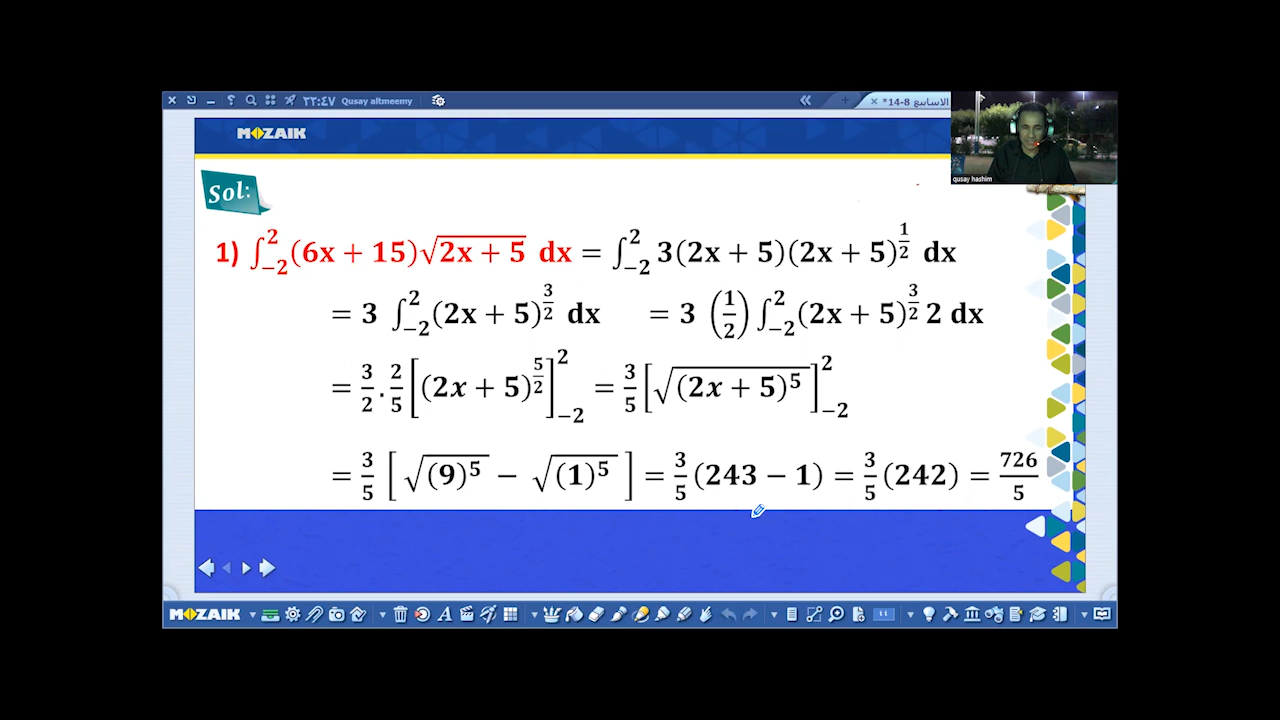 ٢٢:٤٧ Qusay altmeemy
الاسابيع 8-14*
MOZAIK
qusay hashim
Sol:
1) ∫₋₂² (6x + 15)√(2x + 5) dx = ∫₋₂² 3(2x + 5)(2x + 5)^(1/2) dx
= 3 ∫₋₂² (2x + 5)^(3/2) dx = 3 (1/2) ∫₋₂² (2x + 5)^(3/2) 2 dx
= 3/2 . 2/5 [(2x + 5)^(5/2)]₋₂² = 3/5 [√((2x + 5)⁵)]₋₂²
= 3/5 [√((9)⁵) − √((1)⁵)] = 3/5 (243 − 1) = 3/5 (242) = 726/5
MOZAIK